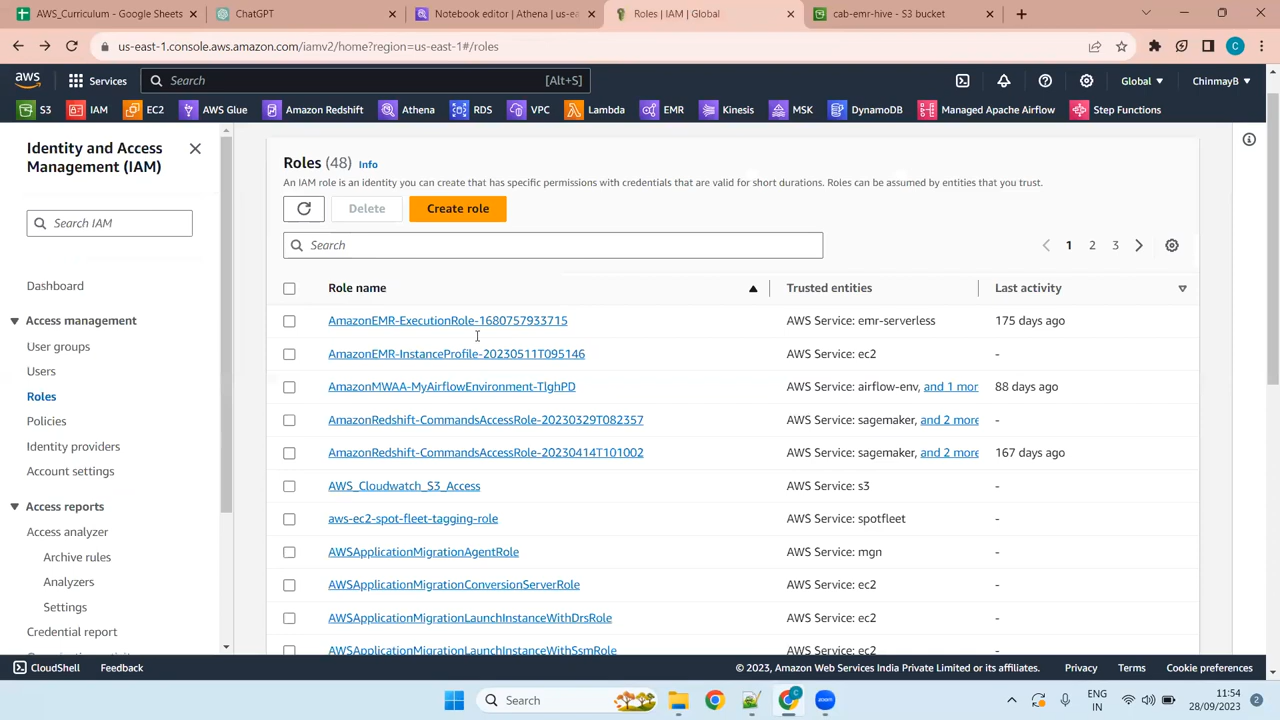 AWS_Curriculum - Google Sheets
ChatGPT
Notebook editor | Athena | us-ea
Roles | IAM | Global
cab-emr-hive - S3 bucket
us-east-1.console.aws.amazon.com/iamv2/home?region=us-east-1#/roles
C
aws
Services
Search
[Alt+S]
Global
ChinmayB
S3
IAM
EC2
AWS Glue
Amazon Redshift
Athena
RDS
VPC
Lambda
EMR
Kinesis
MSK
DynamoDB
Managed Apache Airflow
Step Functions
Identity and Access
Management (IAM)
Search IAM
Dashboard
Access management
User groups
Users
Roles
Policies
Identity providers
Account settings
Access reports
Access analyzer
Archive rules
Analyzers
Settings
Credential report
Roles (48) Info
An IAM role is an identity you can create that has specific permissions with credentials that are valid for short durations. Roles can be assumed by entities that you trust.
Delete
Create role
Search
1 2 3
Role name Trusted entities Last activity
AmazonEMR-ExecutionRole-1680757933715 AWS Service: emr-serverless 175 days ago
AmazonEMR-InstanceProfile-20230511T095146 AWS Service: ec2 -
AmazonMWAA-MyAirflowEnvironment-TlghPD AWS Service: airflow-env, and 1 mor 88 days ago
AmazonRedshift-CommandsAccessRole-20230329T082357 AWS Service: sagemaker, and 2 more -
AmazonRedshift-CommandsAccessRole-20230414T101002 AWS Service: sagemaker, and 2 more 167 days ago
AWS_Cloudwatch_S3_Access AWS Service: s3 -
aws-ec2-spot-fleet-tagging-role AWS Service: spotfleet -
AWSApplicationMigrationAgentRole AWS Service: mgn -
AWSApplicationMigrationConversionServerRole AWS Service: ec2 -
AWSApplicationMigrationLaunchInstanceWithDrsRole AWS Service: ec2 -
AWSApplicationMigrationLaunchInstanceWithSsmRole AWS Service: ec2 -
CloudShell
Feedback
© 2023, Amazon Web Services India Private Limited or its affiliates.
Privacy
Terms
Cookie preferences
Search
C
zoom
ENG
IN
11:54
28/09/2023
2